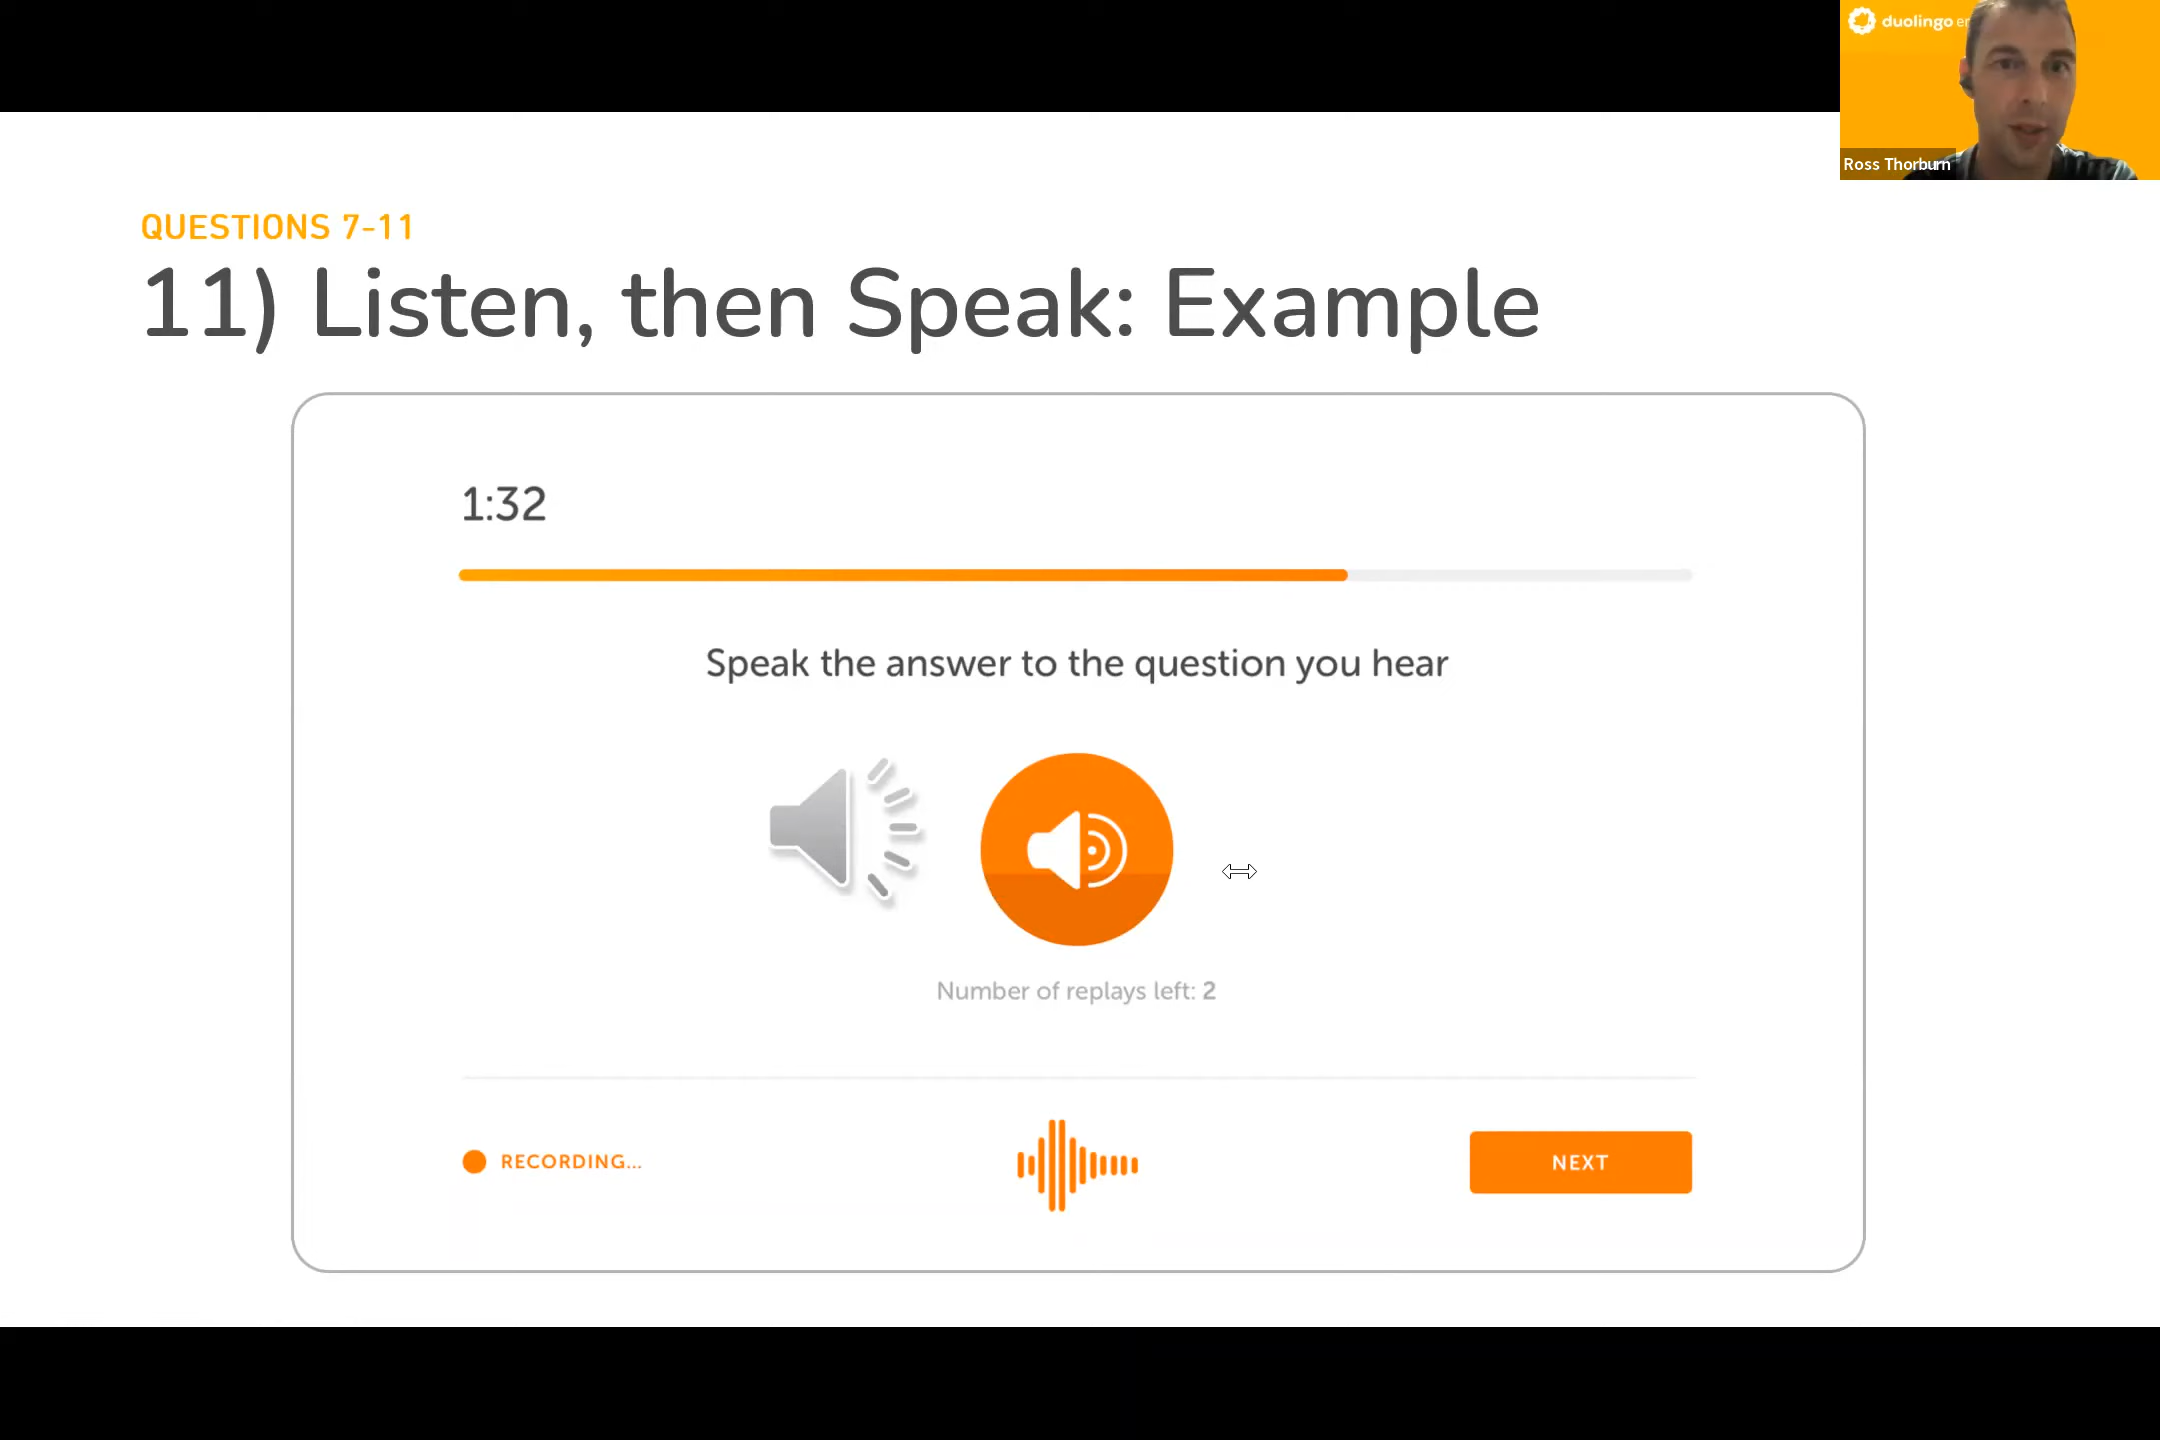 duolingo
Ross Thorburn
QUESTIONS 7-11
11) Listen, then Speak: Example
1:32
Speak the answer to the question you hear
Number of replays left: 2
RECORDING...
NEXT